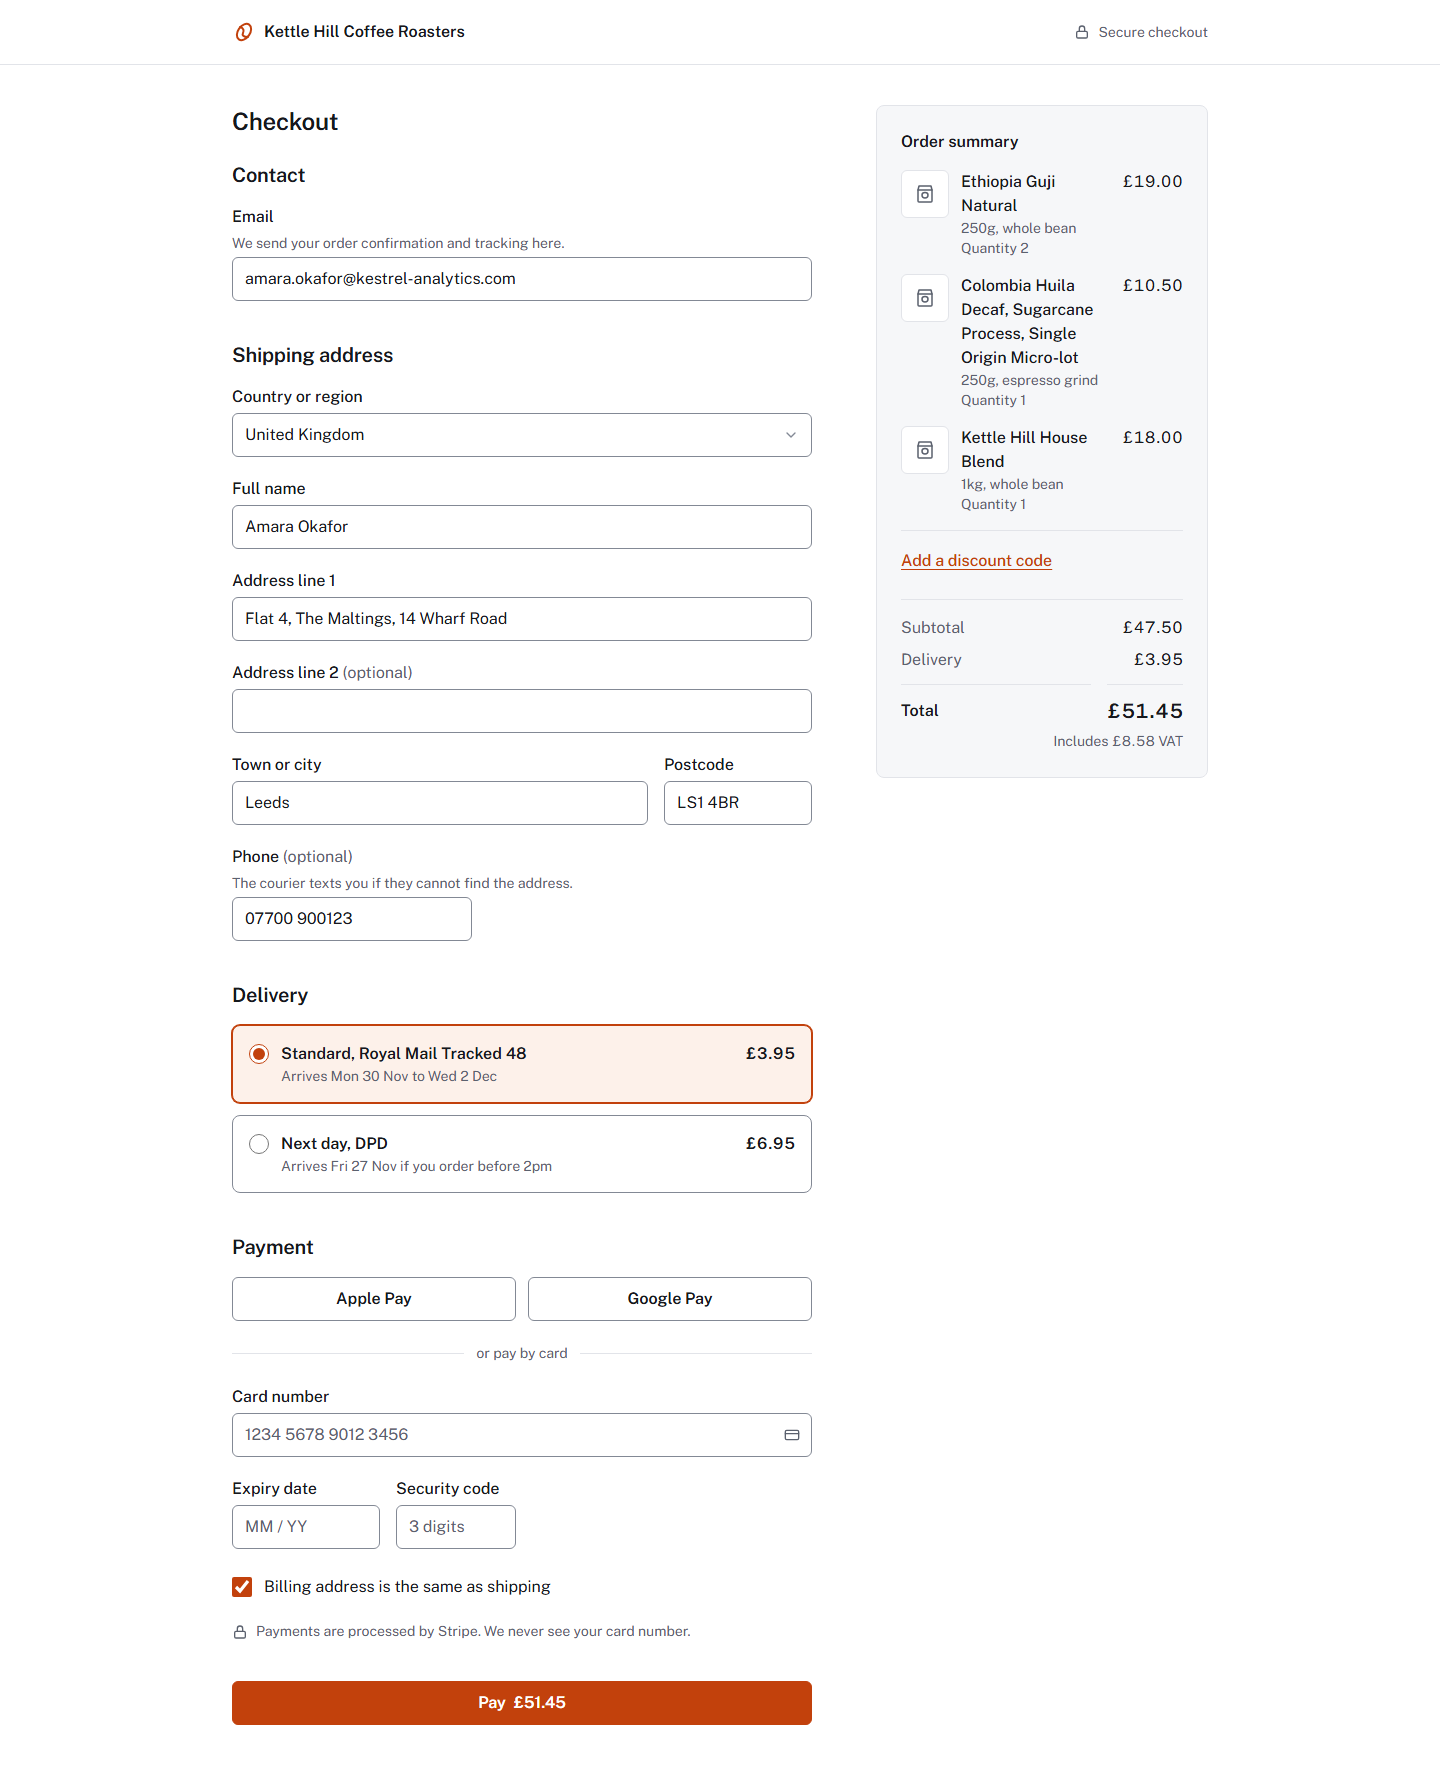 Kettle Hill Coffee Roasters
Secure checkout
Checkout
Contact
Email
We send your order confirmation and tracking here.
amara.okafor@kestrel-analytics.com
Shipping address
Country or region
United Kingdom
Full name
Amara Okafor
Address line 1
Flat 4, The Maltings, 14 Wharf Road
Address line 2 (optional)
Town or city
Postcode
Leeds
LS1 4BR
Phone (optional)
The courier texts you if they cannot find the address.
07700 900123
Delivery
Standard, Royal Mail Tracked 48
£3.95
Arrives Mon 30 Nov to Wed 2 Dec
Next day, DPD
£6.95
Arrives Fri 27 Nov if you order before 2pm
Payment
Apple Pay
Google Pay
or pay by card
Card number
1234 5678 9012 3456
Expiry date
Security code
MM / YY
3 digits
Billing address is the same as shipping
Payments are processed by Stripe. We never see your card number.
Pay £51.45
Order summary
Ethiopia Guji
Natural
£19.00
250g, whole bean
Quantity 2
Colombia Huila
Decaf, Sugarcane
Process, Single
Origin Micro-lot
£10.50
250g, espresso grind
Quantity 1
Kettle Hill House
Blend
£18.00
1kg, whole bean
Quantity 1
Add a discount code
Subtotal
£47.50
Delivery
£3.95
Total
£51.45
Includes £8.58 VAT